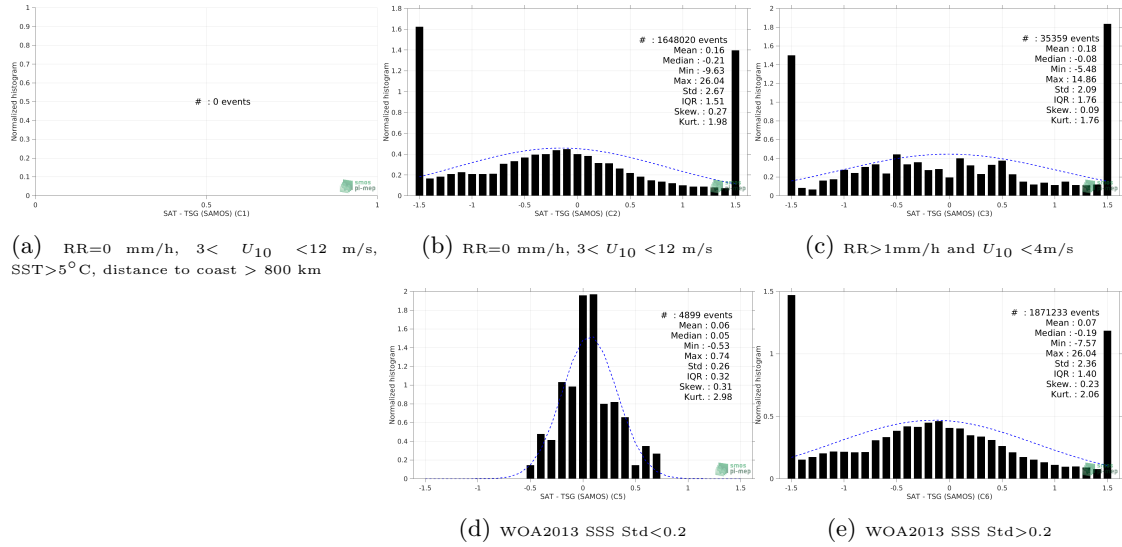 1
0.9
0.8
0.7
0.6
0.5
0.4
0.3
0.2
0.1
0
Normalized histogram
# : 0 events
smos
pi-mep
0 0.5 1
SAT - TSG (SAMOS) (C1)
(a) RR=0 mm/h, 3< U10 <12 m/s,
SST>5°C, distance to coast > 800 km
1.8
1.6
1.4
1.2
1
0.8
0.6
0.4
0.2
0
Normalized histogram
# : 1648020 events
Mean : 0.16
Median : -0.21
Min : -9.63
Max : 26.04
Std : 2.67
IQR : 1.51
Skew. : 0.27
Kurt. : 1.98
smos
pi-mep
-1.5 -1 -0.5 0 0.5 1 1.5
SAT - TSG (SAMOS) (C2)
(b) RR=0 mm/h, 3< U10 <12 m/s
2
1.8
1.6
1.4
1.2
1
0.8
0.6
0.4
0.2
0
Normalized histogram
# : 35359 events
Mean : 0.18
Median : -0.08
Min : -5.48
Max : 14.86
Std : 2.09
IQR : 1.76
Skew. : 0.09
Kurt. : 1.76
smos
pi-mep
-1.5 -1 -0.5 0 0.5 1 1.5
SAT - TSG (SAMOS) (C3)
(c) RR>1mm/h and U10 <4m/s
2
1.8
1.6
1.4
1.2
1
0.8
0.6
0.4
0.2
0
Normalized histogram
# : 4899 events
Mean : 0.06
Median : 0.05
Min : -0.53
Max : 0.74
Std : 0.26
IQR : 0.32
Skew. : 0.31
Kurt. : 2.98
smos
pi-mep
-1.5 -1 -0.5 0 0.5 1 1.5
SAT - TSG (SAMOS) (C5)
(d) WOA2013 SSS Std<0.2
1.5
1
0.5
0
Normalized histogram
# : 1871233 events
Mean : 0.07
Median : -0.19
Min : -7.57
Max : 26.04
Std : 2.36
IQR : 1.40
Skew. : 0.23
Kurt. : 2.06
smos
pi-mep
-1.5 -1 -0.5 0 0.5 1 1.5
SAT - TSG (SAMOS) (C6)
(e) WOA2013 SSS Std>0.2